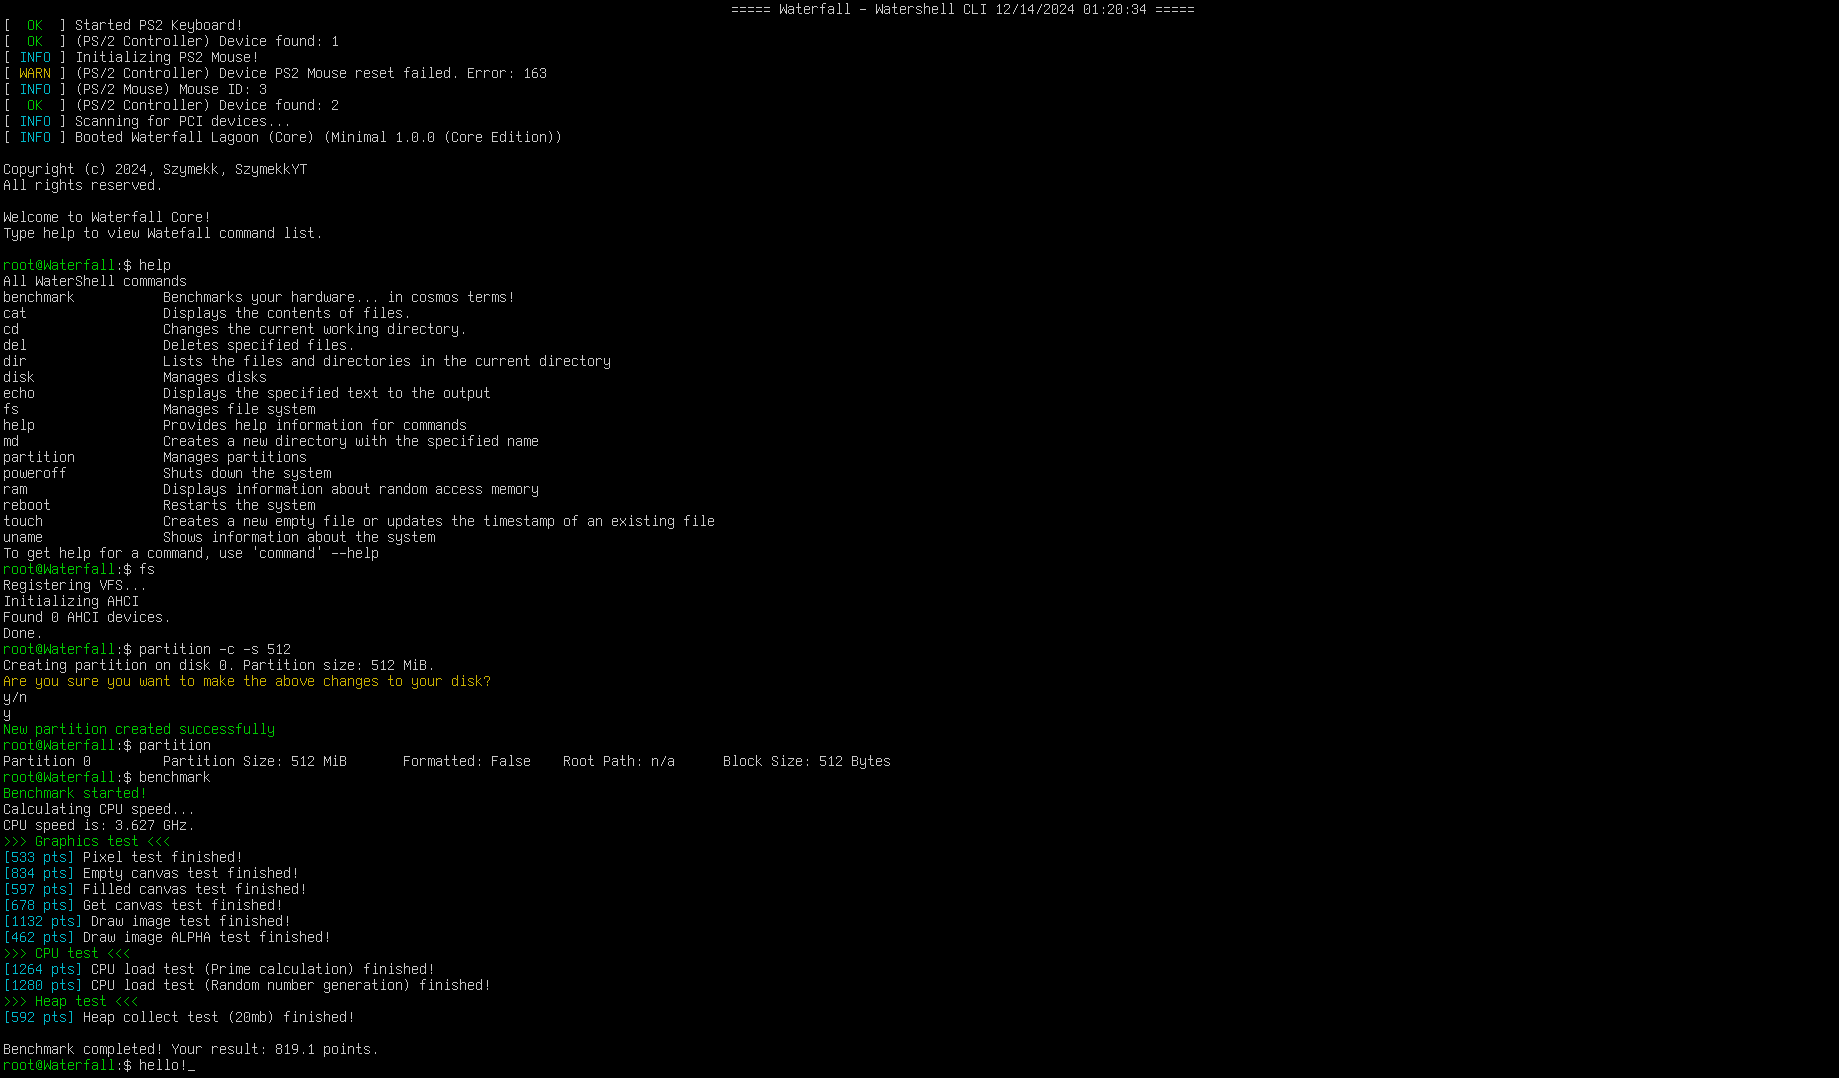 ===== Waterfall - Watershell CLI 12/14/2024 01:20:34 =====
[  OK  ] Started PS2 Keyboard!
[  OK  ] (PS/2 Controller) Device found: 1
[ INFO ] Initializing PS2 Mouse!
[ WARN ] (PS/2 Controller) Device PS2 Mouse reset failed. Error: 163
[ INFO ] (PS/2 Mouse) Mouse ID: 3
[  OK  ] (PS/2 Controller) Device found: 2
[ INFO ] Scanning for PCI devices...
[ INFO ] Booted Waterfall Lagoon (Core) (Minimal 1.0.0 (Core Edition))
Copyright (c) 2024, Szymekk, SzymekkYT
All rights reserved.
Welcome to Waterfall Core!
Type help to view Watefall command list.
root@Waterfall:$ help
All WaterShell commands
benchmark           Benchmarks your hardware... in cosmos terms!
cat                 Displays the contents of files.
cd                  Changes the current working directory.
del                 Deletes specified files.
dir                 Lists the files and directories in the current directory
disk                Manages disks
echo                Displays the specified text to the output
fs                  Manages file system
help                Provides help information for commands
md                  Creates a new directory with the specified name
partition           Manages partitions
poweroff            Shuts down the system
ram                 Displays information about random access memory
reboot              Restarts the system
touch               Creates a new empty file or updates the timestamp of an existing file
uname               Shows information about the system
To get help for a command, use 'command' --help
root@Waterfall:$ fs
Registering VFS...
Initializing AHCI
Found 0 AHCI devices.
Done.
root@Waterfall:$ partition -c -s 512
Creating partition on disk 0. Partition size: 512 MiB.
Are you sure you want to make the above changes to your disk?
y/n
y
New partition created successfully
root@Waterfall:$ partition
Partition 0         Partition Size: 512 MiB       Formatted: False    Root Path: n/a      Block Size: 512 Bytes
root@Waterfall:$ benchmark
Benchmark started!
Calculating CPU speed...
CPU speed is: 3.627 GHz.
>>> Graphics test <<<
[533 pts] Pixel test finished!
[834 pts] Empty canvas test finished!
[597 pts] Filled canvas test finished!
[678 pts] Get canvas test finished!
[1132 pts] Draw image test finished!
[462 pts] Draw image ALPHA test finished!
>>> CPU test <<<
[1264 pts] CPU load test (Prime calculation) finished!
[1280 pts] CPU load test (Random number generation) finished!
>>> Heap test <<<
[592 pts] Heap collect test (20mb) finished!
Benchmark completed! Your result: 819.1 points.
root@Waterfall:$ hello!_